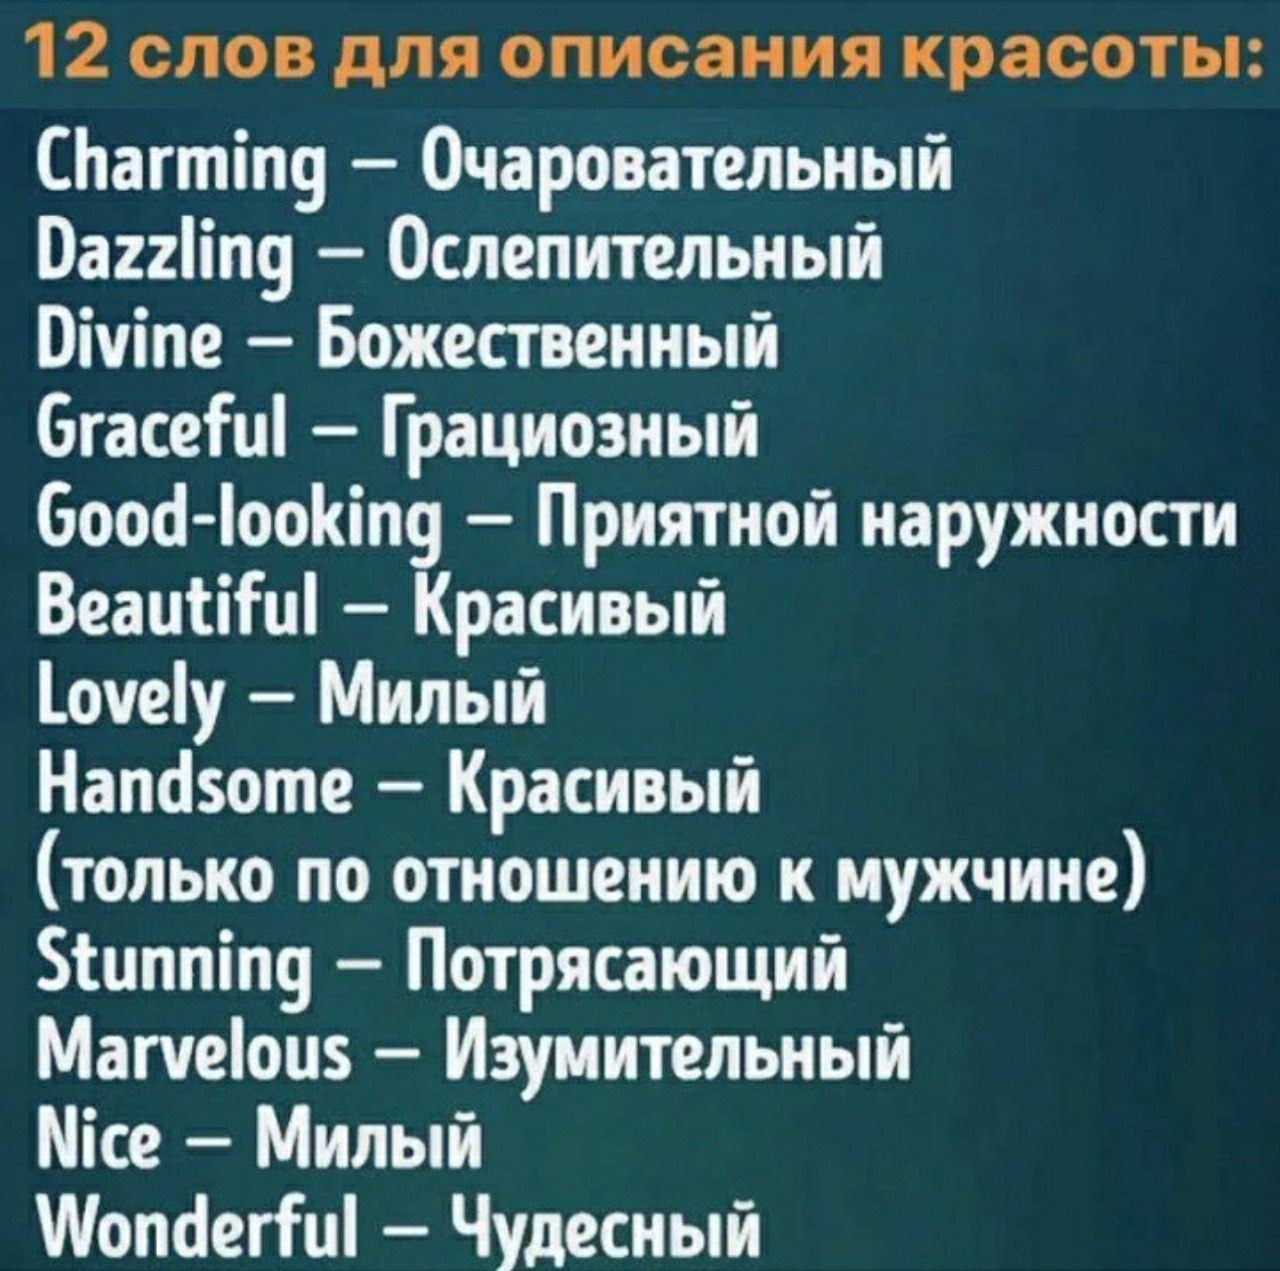 12 слов для описания красоты:
Charming – Очаровательный
Dazzling – Ослепительный
Divine – Божественный
Graceful – Грациозный
Good-looking – Приятной наружности
Beautiful – Красивый
Lovely – Милый
Handsome – Красивый
(только по отношению к мужчине)
Stunning – Потрясающий
Marvelous – Изумительный
Nice – Милый
Wonderful – Чудесный